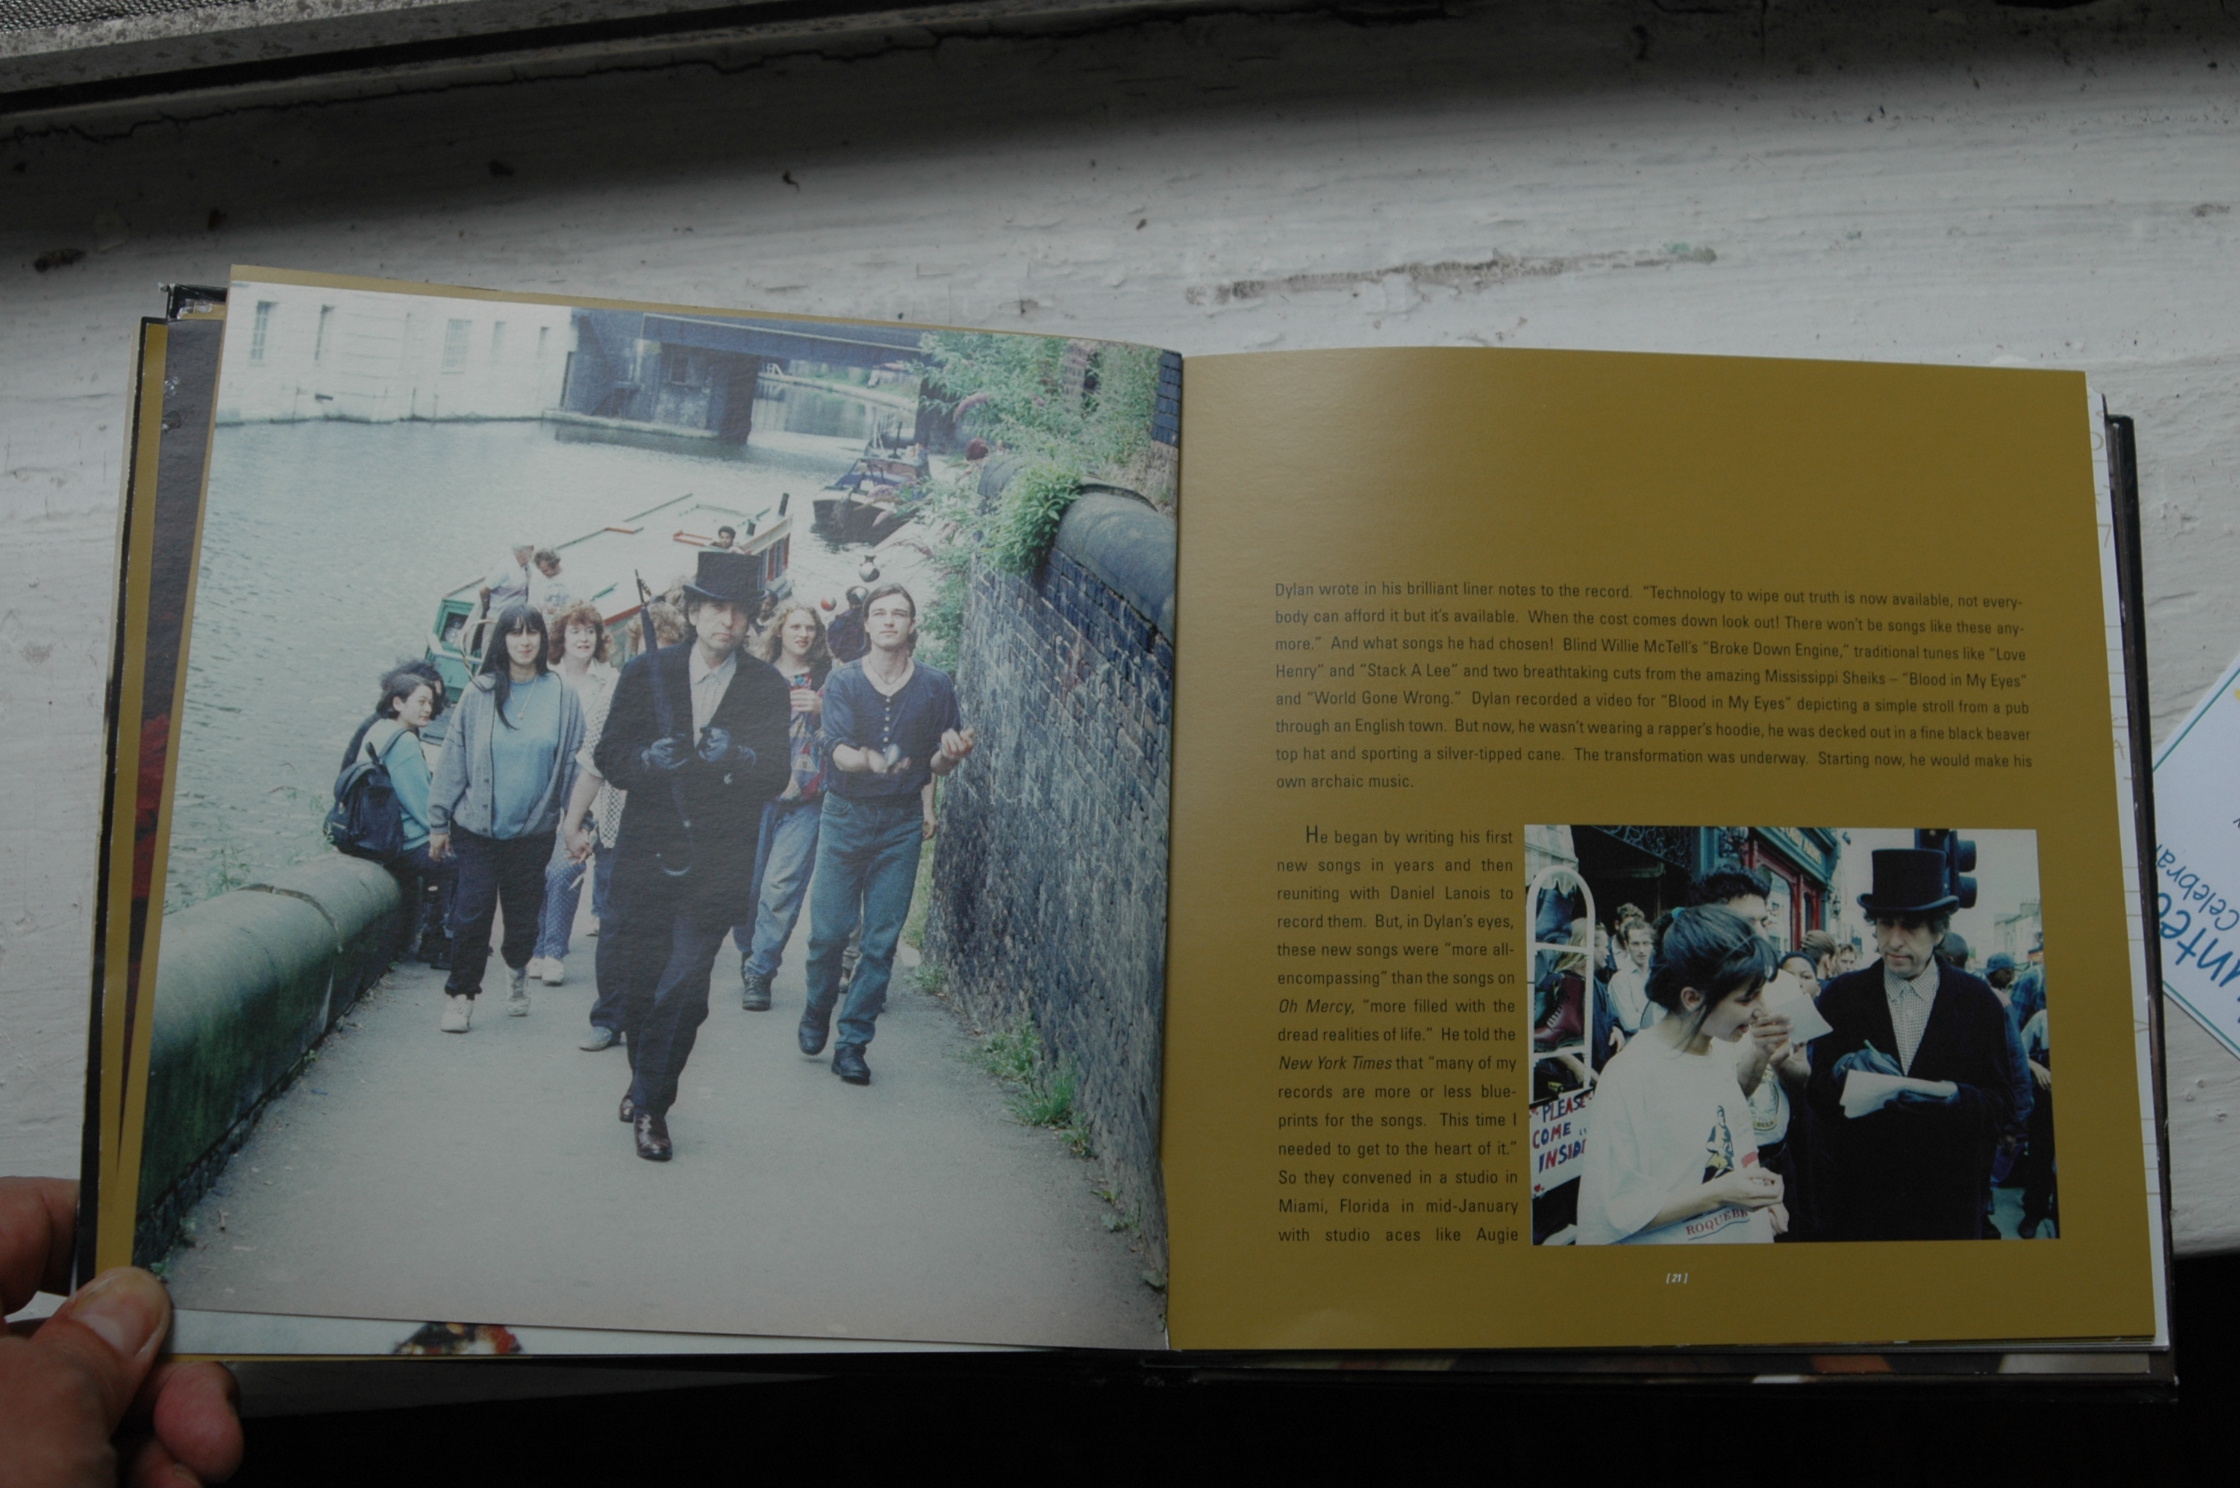 Dylan wrote in his brilliant liner notes to the record. “Technology to wipe out truth is now available, not every-
body can afford it but it’s available. When the cost comes down look out! There won’t be songs like these any-
more.” And what songs he had chosen! Blind Willie McTell’s “Broke Down Engine,” traditional tunes like “Love
Henry” and “Stack A Lee” and two breathtaking cuts from the amazing Mississippi Sheiks – “Blood in My Eyes”
and “World Gone Wrong.” Dylan recorded a video for “Blood in My Eyes” depicting a simple stroll from a pub
through an English town. But now, he wasn’t wearing a rapper’s hoodie, he was decked out in a fine black beaver
top hat and sporting a silver-tipped cane. The transformation was underway. Starting now, he would make his
own archaic music.
He began by writing his first
new songs in years and then
reuniting with Daniel Lanois to
record them. But, in Dylan’s eyes,
these new songs were “more all-
encompassing” than the songs on
Oh Mercy, “more filled with the
dread realities of life.” He told the
New York Times that “many of my
records are more or less blue-
prints for the songs. This time I
needed to get to the heart of it.”
So they convened in a studio in
Miami, Florida in mid-January
with studio aces like Augie
PLEASE
COME
INSIDE
ROQUEBR
[21]
Celebra